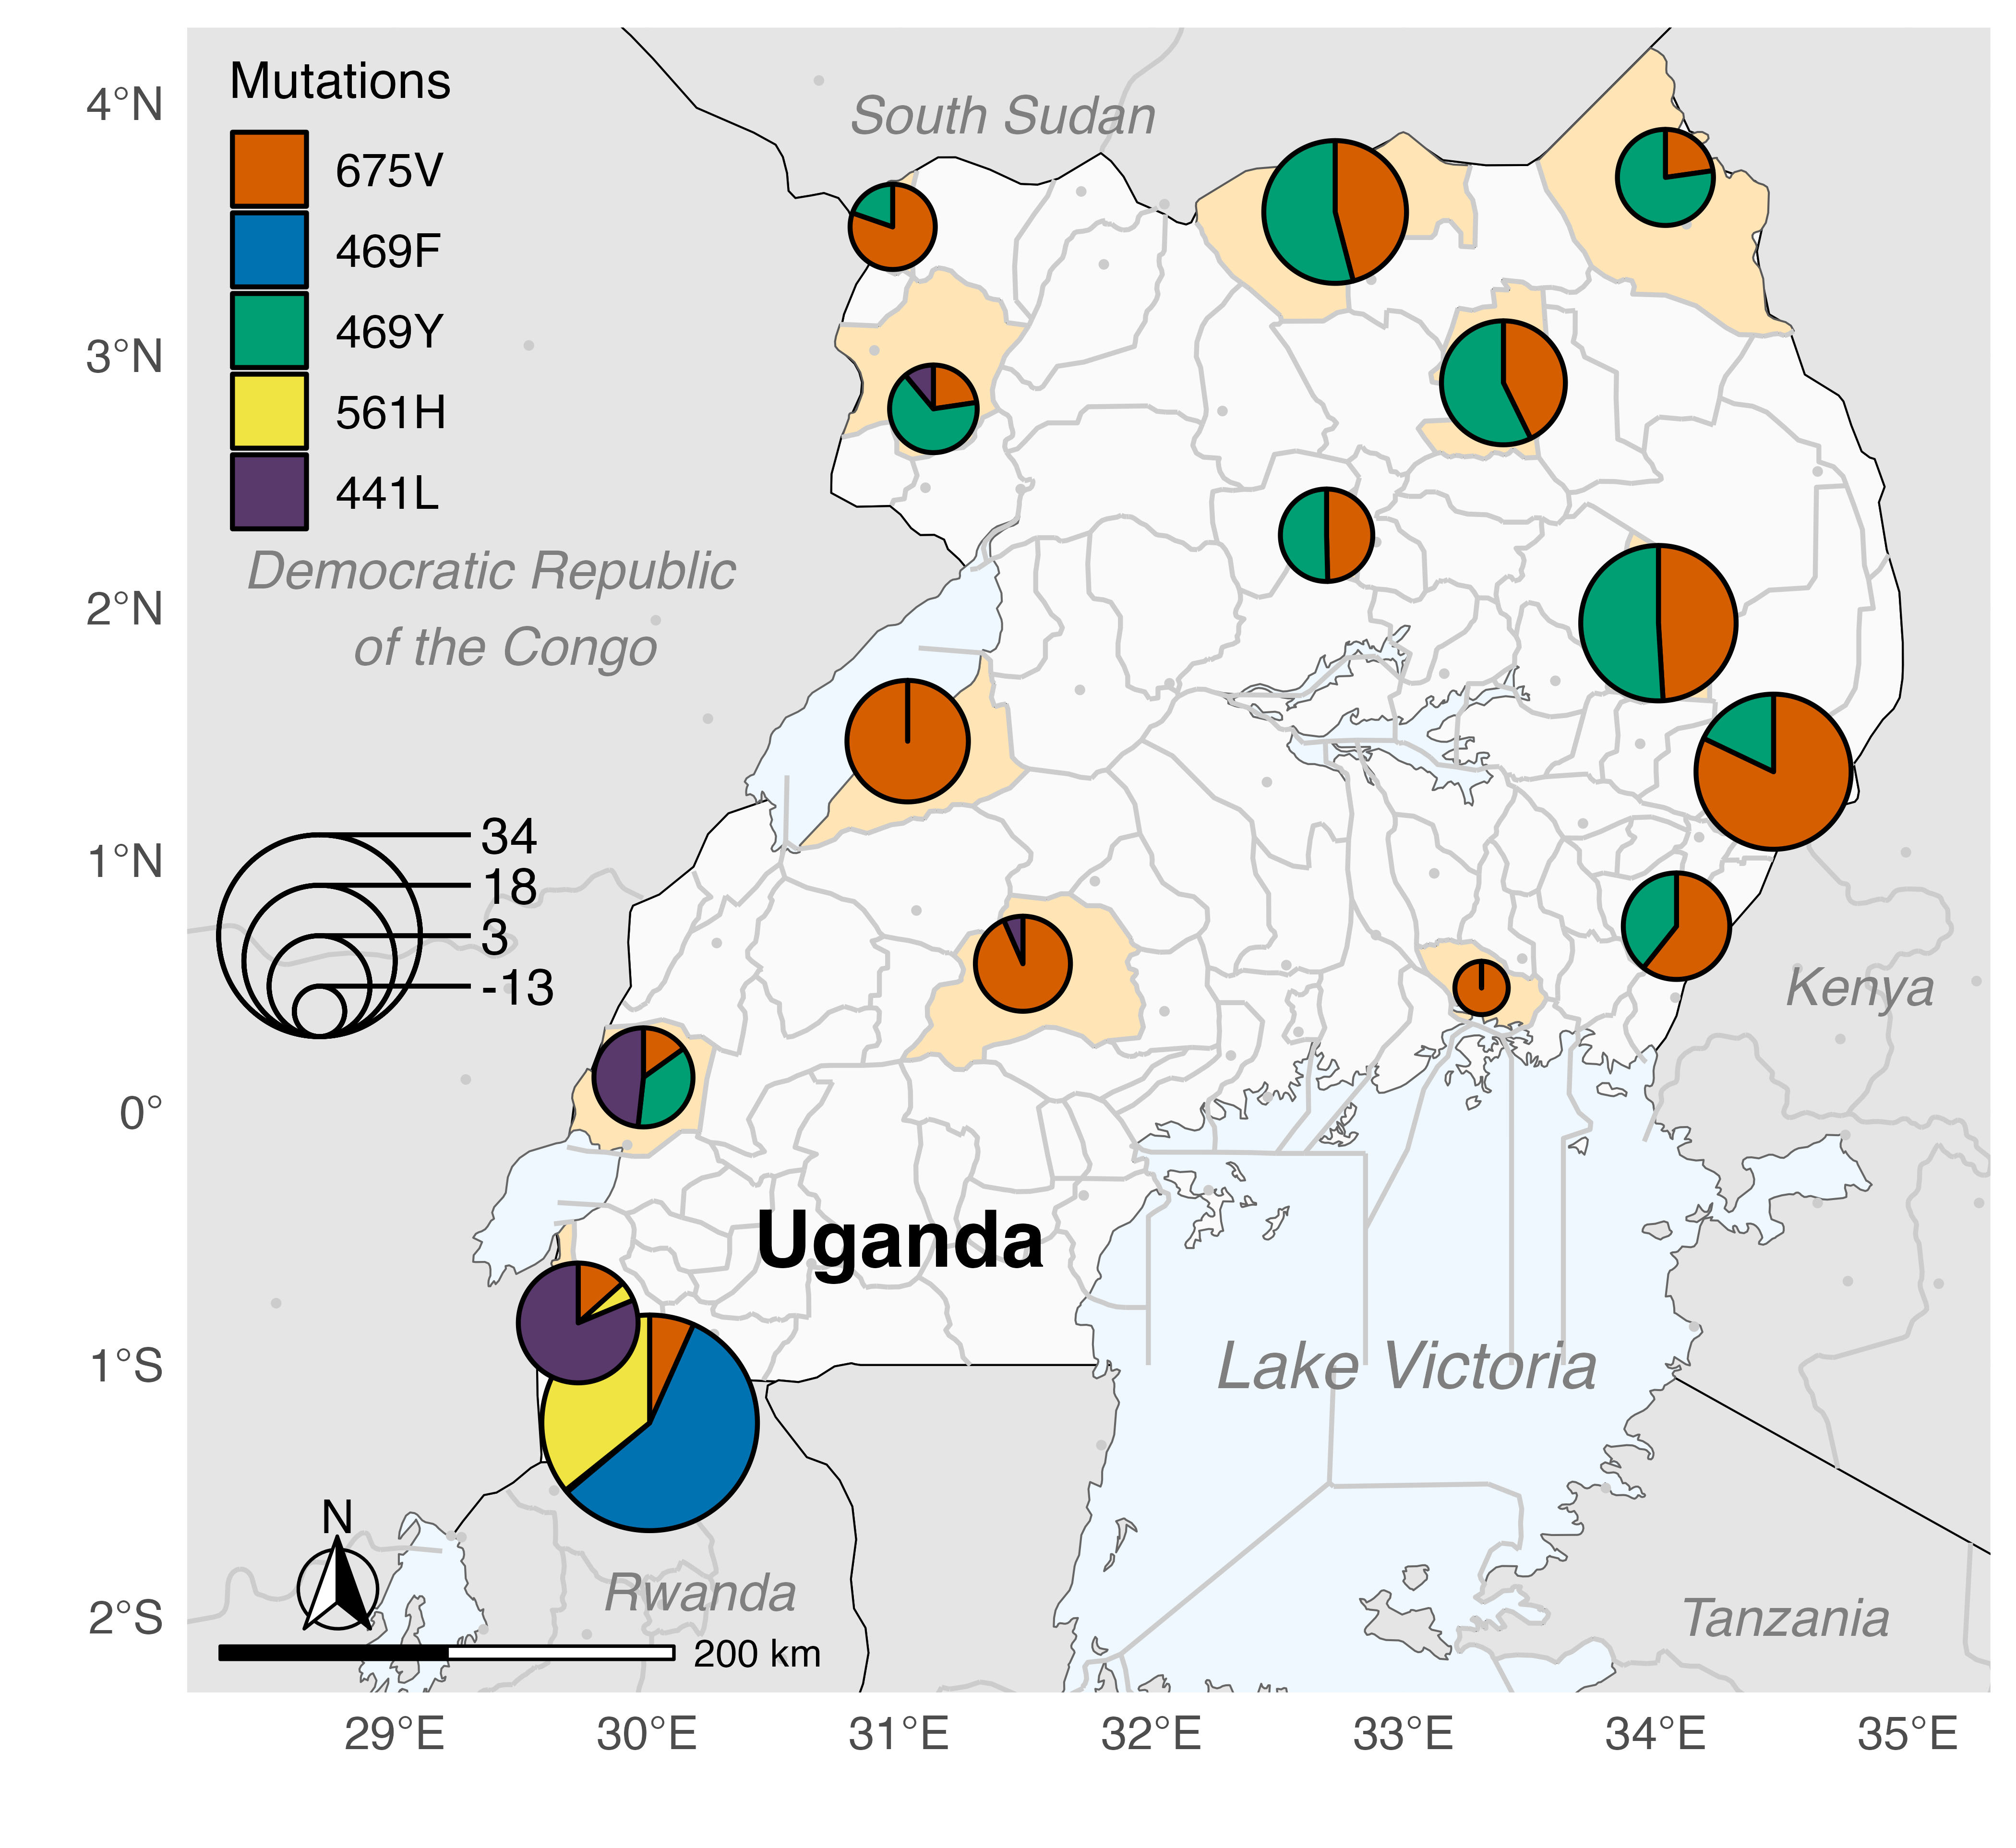 Mutations
675V
469F
469Y
561H
441L
South Sudan
Democratic Republic
of the Congo
34
18
3
-13
Kenya
Uganda
Lake Victoria
Rwanda
Tanzania
N
200 km
4°N
3°N
2°N
1°N
0°
1°S
2°S
29°E
30°E
31°E
32°E
33°E
34°E
35°E